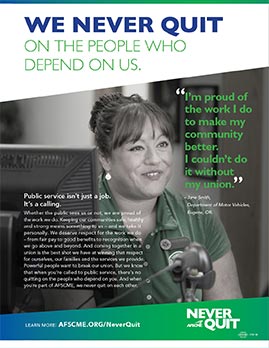 WE NEVER QUIT
ON THE PEOPLE WHO
DEPEND ON US.
“I'm proud of
the work I do
to make my
community
better.
I couldn't do
it without
my union.”
– Jane Smith,
Department of Motor Vehicles,
Eugene, OR
Public service isn't just a job.
It's a calling.
Whether the public sees us or not, we are proud of
the work we do. Keeping our communities safe, healthy
and strong means something to us – and we take it
personally. We deserve respect for the work we do
– from fair pay to good benefits to recognition when
we go above and beyond. And coming together in a
union is the best way we have of winning that respect
for ourselves, our families and the services we provide.
Powerful people want to break our union. But we know
that when you're called to public service, there's no
quitting on the people who depend on you. And when
you're part of AFSCME, we never quit on each other.
LEARN MORE: AFSCME.ORG/NeverQuit
NEVER
AFSCME QUIT